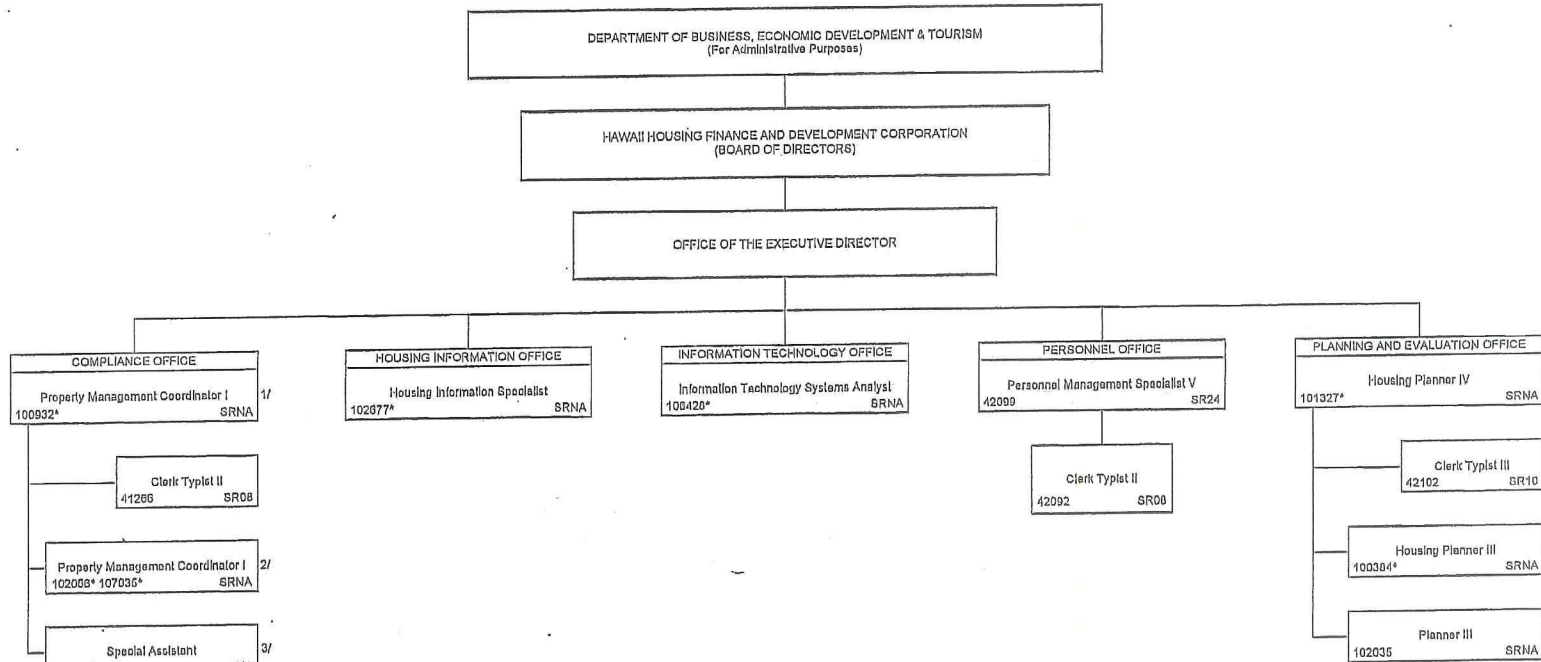 DEPARTMENT OF BUSINESS, ECONOMIC DEVELOPMENT & TOURISM
(For Administrative Purposes)
HAWAII HOUSING FINANCE AND DEVELOPMENT CORPORATION
(BOARD OF DIRECTORS)
OFFICE OF THE EXECUTIVE DIRECTOR
COMPLIANCE OFFICE
Property Management Coordinator I 1/
100932* SRNA
Clerk Typist II
41266 SR08
Property Management Coordinator I 2/
102066* 107036* SRNA
Special Assistant 3/
HOUSING INFORMATION OFFICE
Housing Information Specialist
102677* SRNA
INFORMATION TECHNOLOGY OFFICE
Information Technology Systems Analyst
106428* SRNA
PERSONNEL OFFICE
Personnel Management Specialist V
42099 SR24
Clerk Typist II
42092 SR08
PLANNING AND EVALUATION OFFICE
Housing Planner IV
101327* SRNA
Clerk Typist III
42102 SR10
Housing Planner III
100384* SRNA
Planner III
102035 SRNA